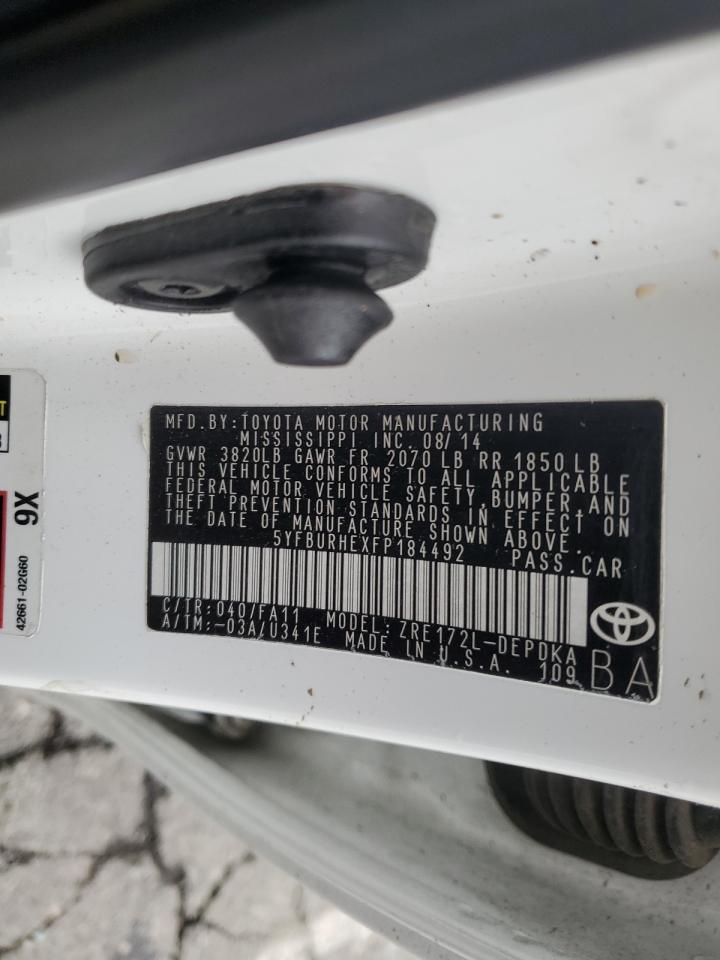 MFD.BY:TOYOTA MOTOR MANUFACTURING
MISSISSIPPI INC. 08/14
GVWR 3820LB GAWR FR 2070 LB RR 1850 LB
THIS VEHICLE CONFORMS TO ALL APPLICABLE
FEDERAL MOTOR VEHICLE SAFETY,BUMPER,AND
THEFT PREVENTION STANDARDS IN EFFECT ON
THE DATE OF MANUFACTURE SHOWN ABOVE.
5YFBURHEXFP184492 PASS.CAR
C/TR:040/FA11 MODEL:ZRE172L-DEPDKA
A/TM:-03A/U341E MADE IN U.S.A. 109
BA
9X
42661-02G60